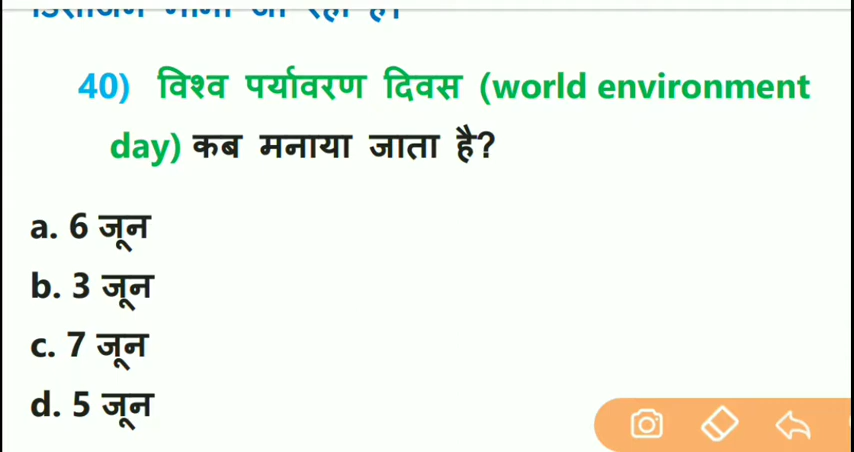 40) विश्व पर्यावरण दिवस (world environment
day) कब मनाया जाता है?
a. 6 जून
b. 3 जून
c. 7 जून
d. 5 जून